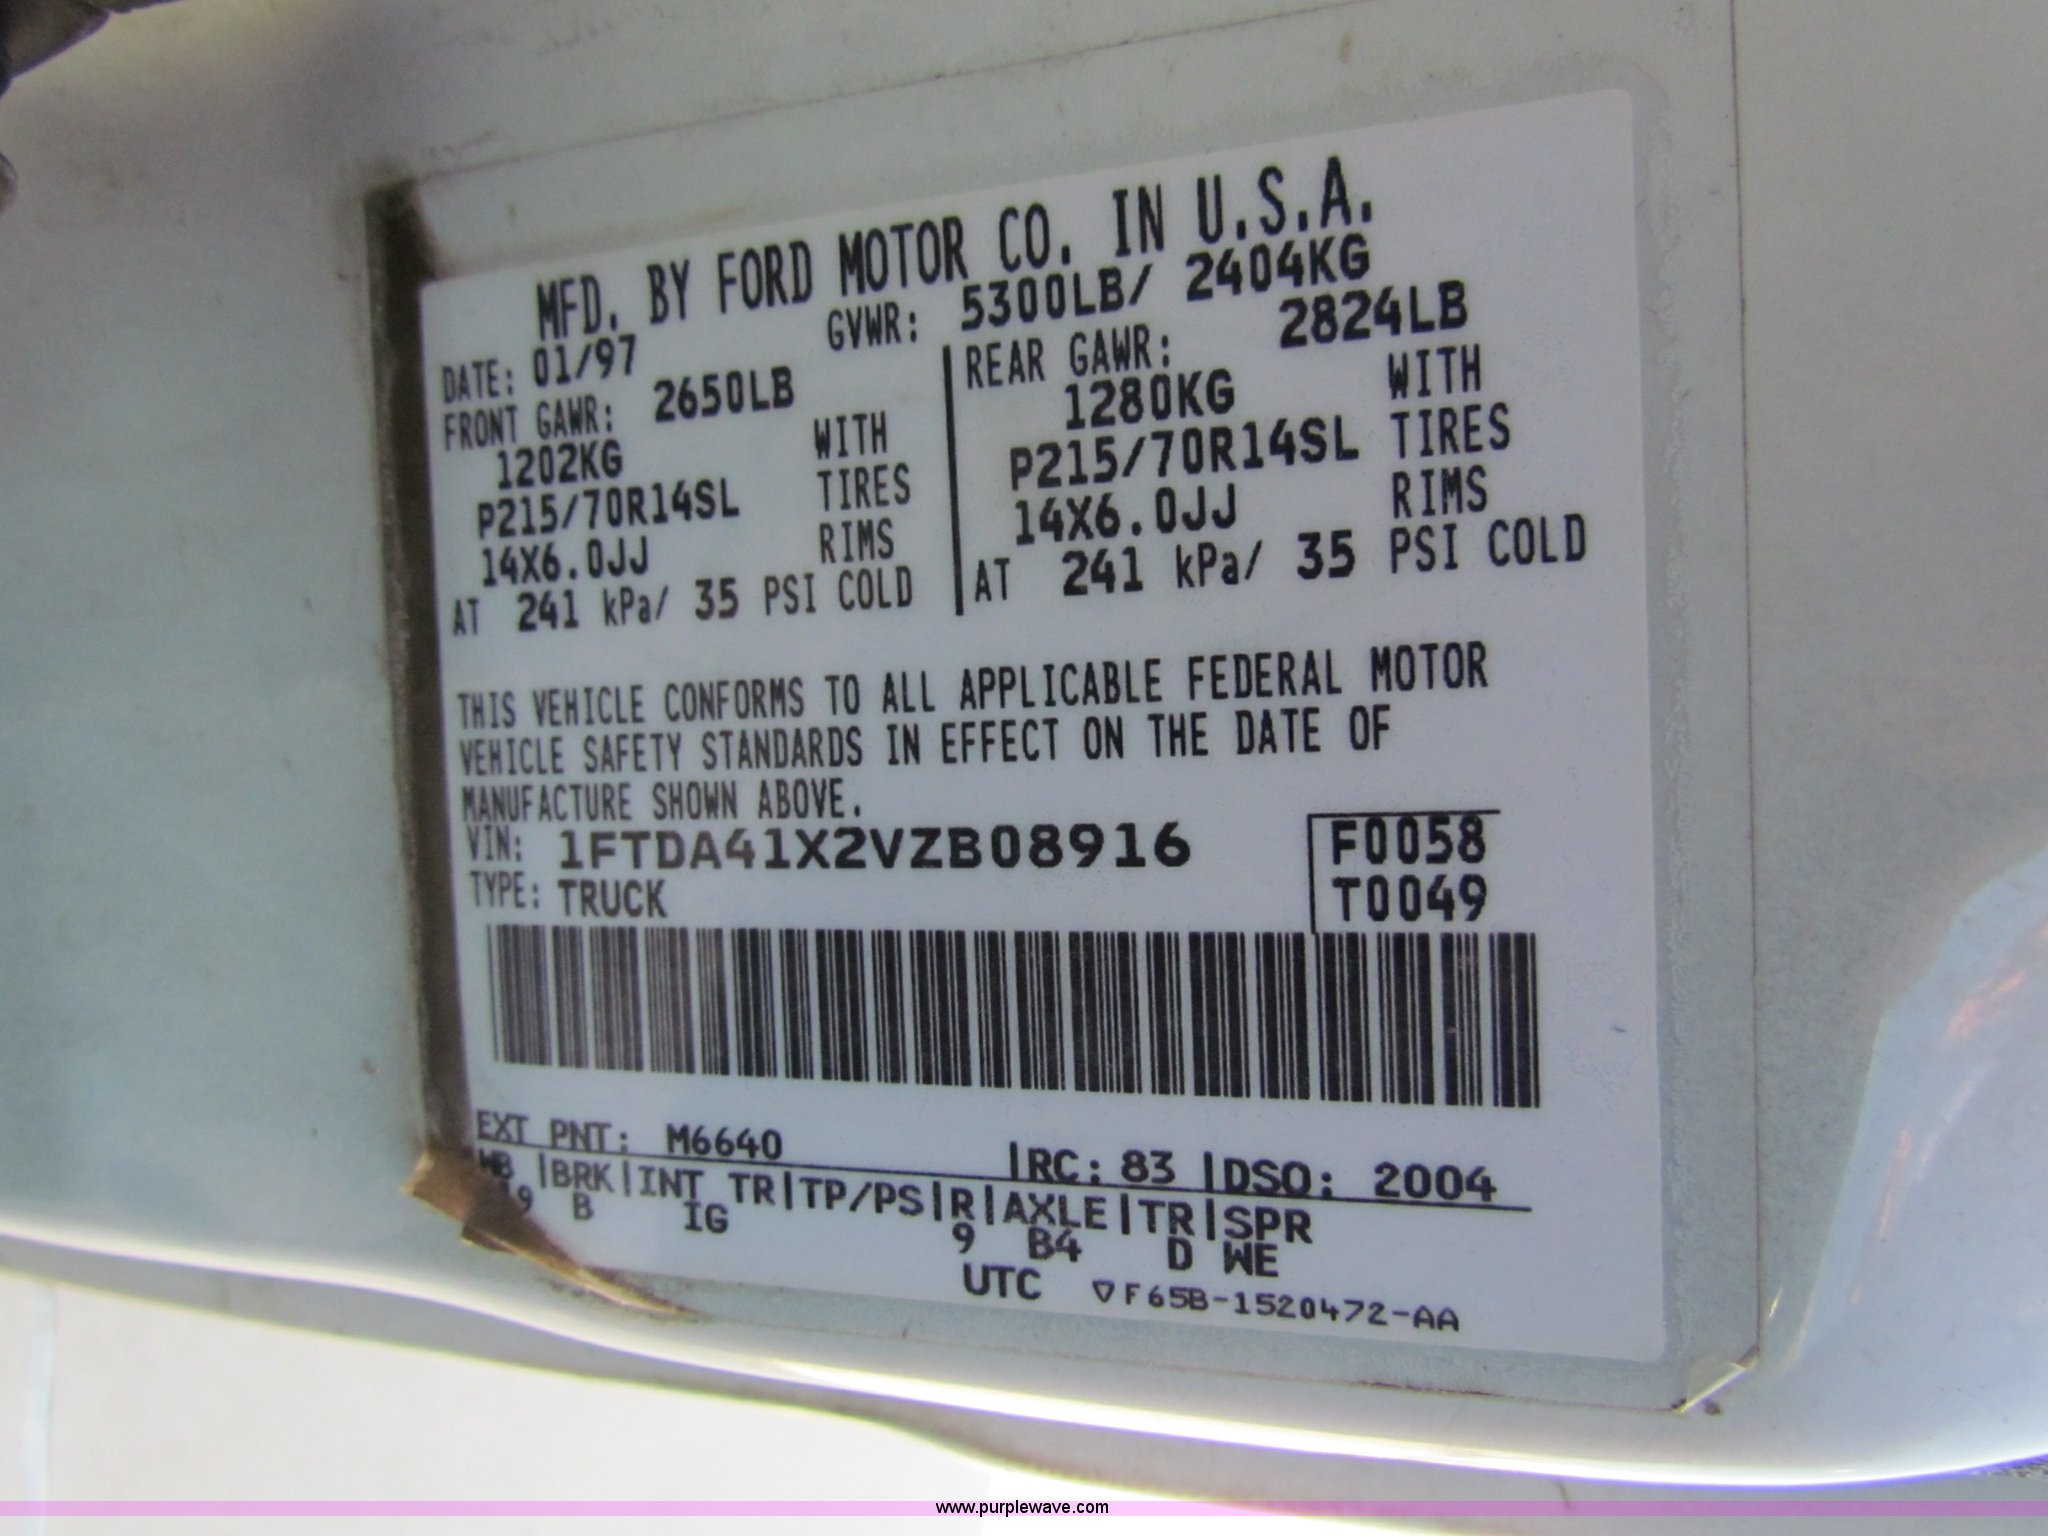 MFD. BY FORD MOTOR CO. IN U.S.A.
DATE: 01/97 GVWR: 5300LB/ 2404KG
FRONT GAWR: 2650LB
1202KG WITH
P215/70R14SL TIRES
14X6.0JJ RIMS
AT 241 kPa/ 35 PSI COLD
REAR GAWR: 2824LB
1280KG WITH
P215/70R14SL TIRES
14X6.0JJ RIMS
AT 241 kPa/ 35 PSI COLD
THIS VEHICLE CONFORMS TO ALL APPLICABLE FEDERAL MOTOR
VEHICLE SAFETY STANDARDS IN EFFECT ON THE DATE OF
MANUFACTURE SHOWN ABOVE.
VIN: 1FTDA41X2VZB08916
TYPE: TRUCK
F0058
T0049
EXT PNT: M6640 |RC: 83 |DSO: 2004
WB |BRK|INT TR|TP/PS|R|AXLE|TR|SPR
B IG 9 B4 D WE
UTC ▽F65B-1520472-AA
www.purplewave.com